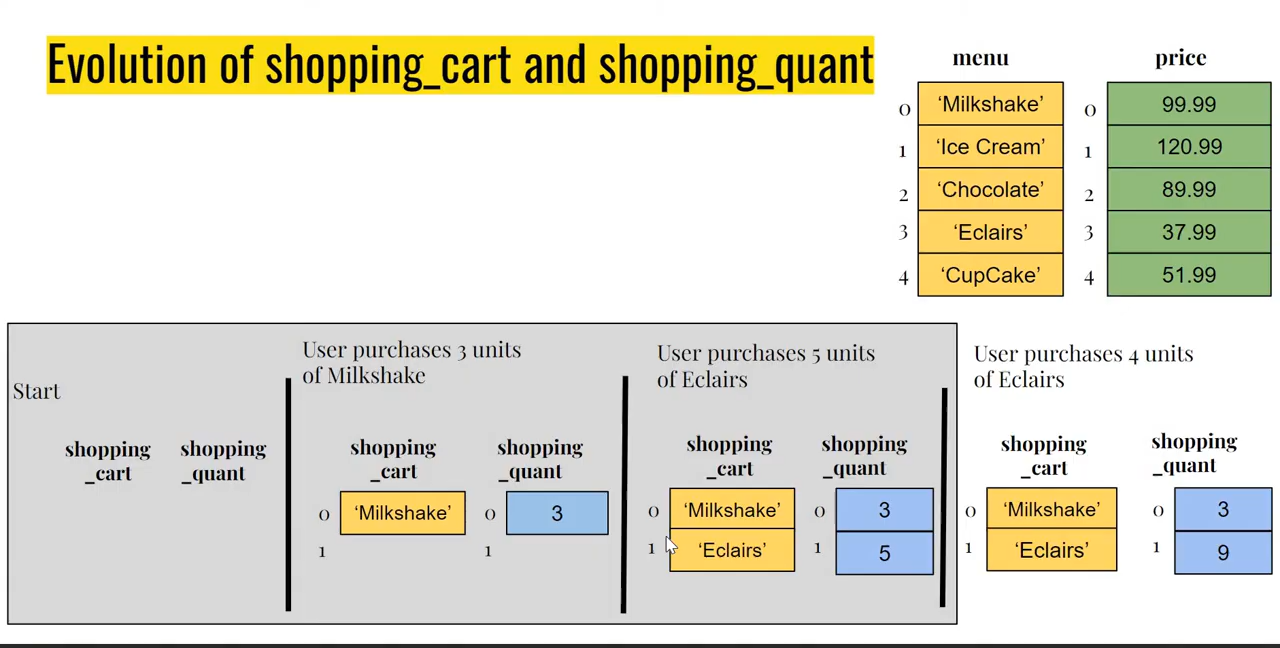 Evolution of shopping_cart and shopping_quant
menu price
0 ‘Milkshake’ 0 99.99
1 ‘Ice Cream’ 1 120.99
2 ‘Chocolate’ 2 89.99
3 ‘Eclairs’ 3 37.99
4 ‘CupCake’ 4 51.99
Start
shopping
_cart
shopping
_quant
User purchases 3 units
of Milkshake
shopping
_cart
shopping
_quant
0 ‘Milkshake’ 0 3
1 1
User purchases 5 units
of Eclairs
shopping
_cart
shopping
_quant
0 ‘Milkshake’ 0 3
1 ‘Eclairs’ 1 5
User purchases 4 units
of Eclairs
shopping
_cart
shopping
_quant
0 ‘Milkshake’ 0 3
1 ‘Eclairs’ 1 9